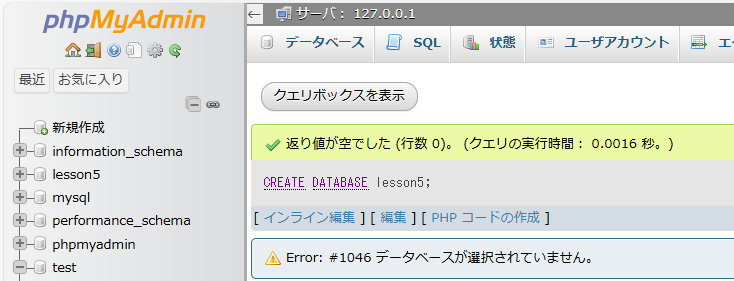 phpMyAdmin
最近 お気に入り
新規作成
information_schema
lesson5
mysql
performance_schema
phpmyadmin
test
サーバ： 127.0.0.1
データベース SQL 状態 ユーザアカウント エ
クエリボックスを表示
返り値が空でした (行数 0)。 (クエリの実行時間： 0.0016 秒。)
CREATE DATABASE lesson5;
[ インライン編集 ] [ 編集 ] [ PHP コードの作成 ]
Error: #1046 データベースが選択されていません。